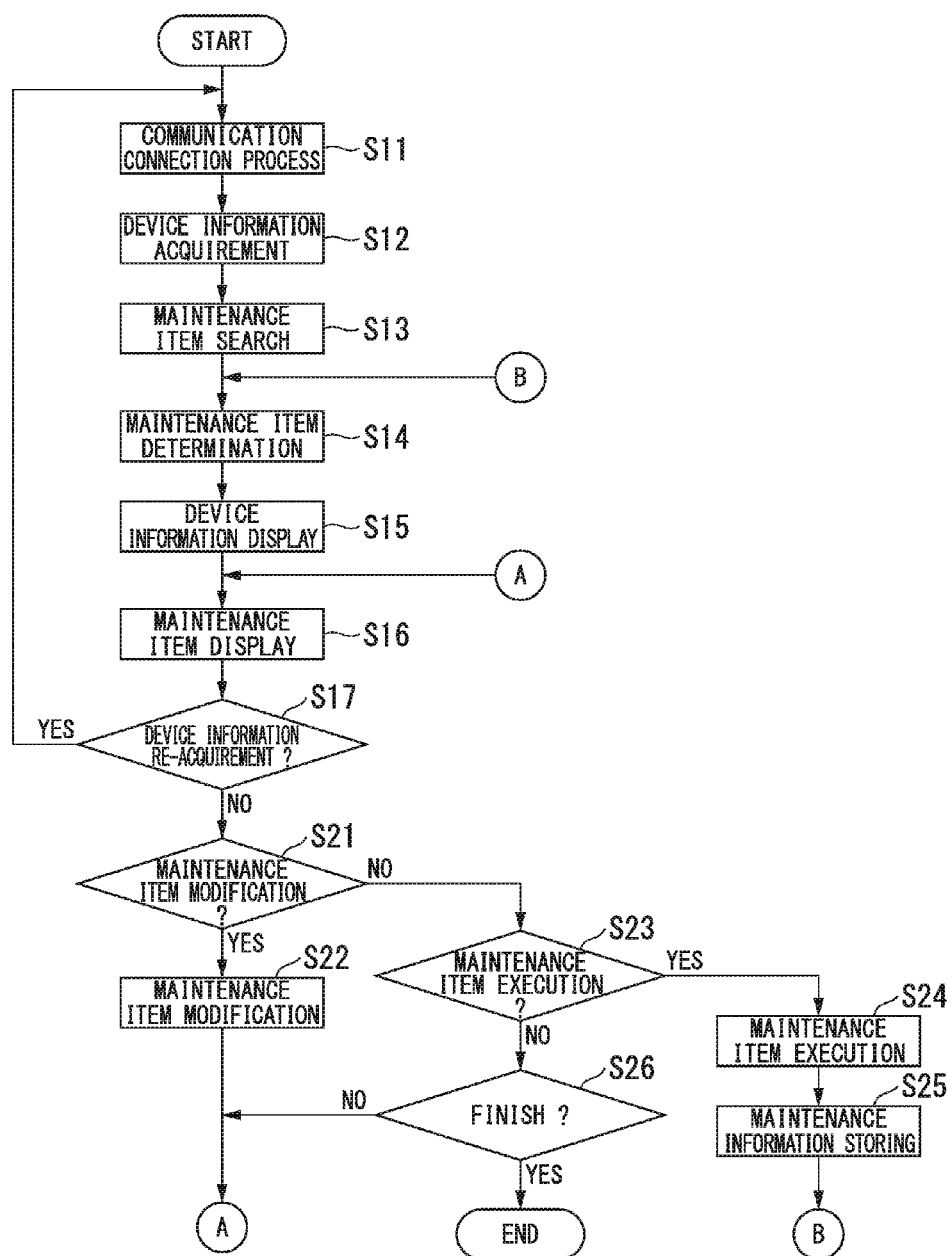 START
COMMUNICATION
CONNECTION PROCESS
S11
DEVICE INFORMATION
ACQUIREMENT
S12
MAINTENANCE
ITEM SEARCH
S13
B
MAINTENANCE ITEM
DETERMINATION
S14
DEVICE
INFORMATION DISPLAY
S15
A
MAINTENANCE
ITEM DISPLAY
S16
S17
YES
DEVICE INFORMATION
RE-ACQUIREMENT ?
NO
S21
MAINTENANCE
ITEM MODIFICATION
?
NO
YES
S22
MAINTENANCE
ITEM MODIFICATION
S23
MAINTENANCE
ITEM EXECUTION
?
YES
NO
S24
MAINTENANCE
ITEM EXECUTION
S25
MAINTENANCE
INFORMATION STORING
S26
NO
FINISH ?
YES
A
END
B